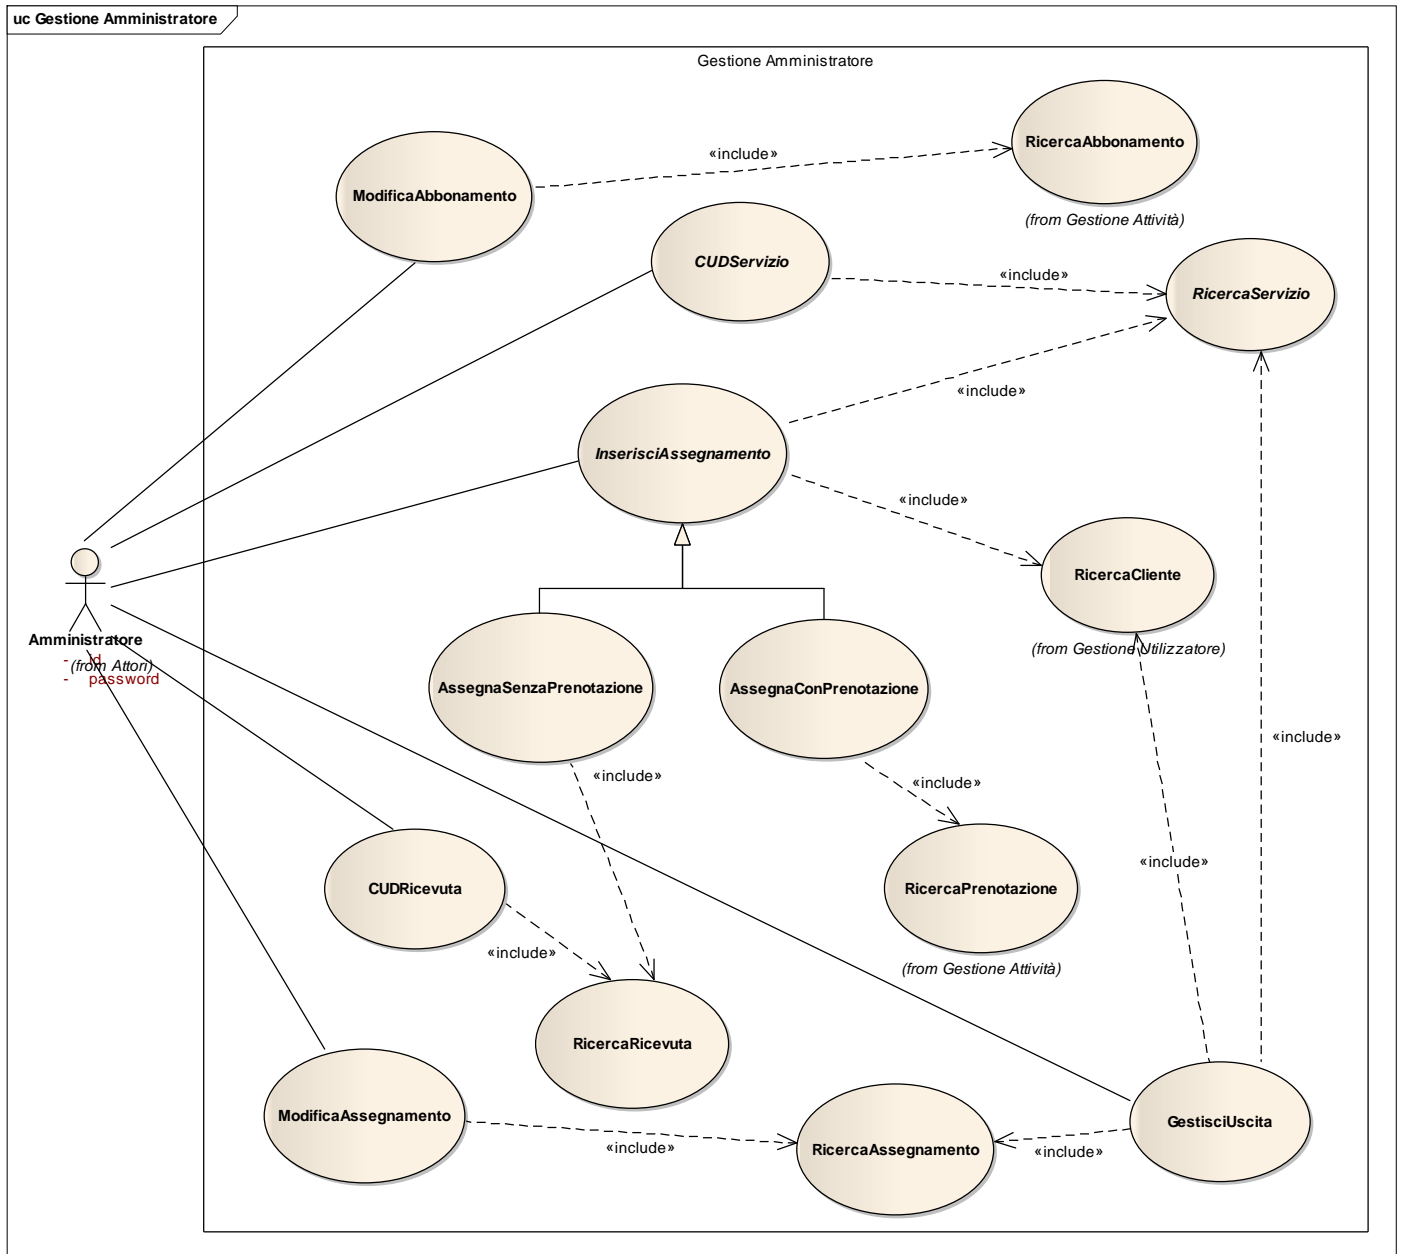 uc Gestione Amministratore
Gestione Amministratore
RicercaAbbonamento
«include»
ModificaAbbonamento
(from Gestione Attività)
CUDServizio
«include»
RicercaServizio
«include»
InserisciAssegnamento
«include»
RicercaCliente
Amministratore
(from Attori)
- id
- password
(from Gestione Utilizzatore)
AssegnaSenzaPrenotazione
AssegnaConPrenotazione
«include»
«include»
«include»
«include»
CUDRicevuta
RicercaPrenotazione
«include»
(from Gestione Attività)
RicercaRicevuta
ModificaAssegnamento
GestisciUscita
«include»
RicercaAssegnamento
«include»